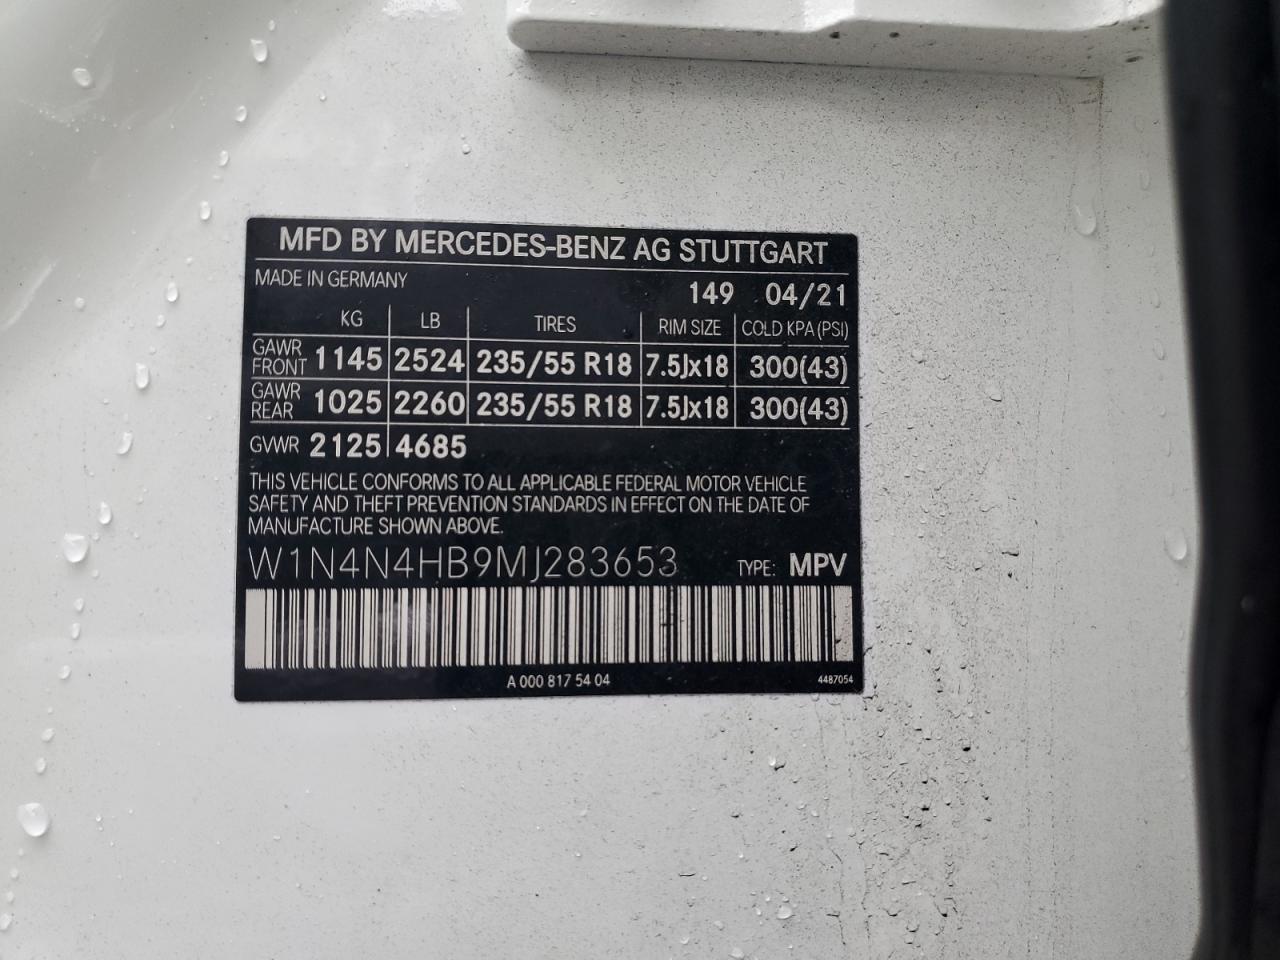 MFD BY MERCEDES-BENZ AG STUTTGART
MADE IN GERMANY
149 04/21
KG LB TIRES RIM SIZE COLD KPA (PSI)
GAWR FRONT 1145 2524 235/55 R18 7.5Jx18 300(43)
GAWR REAR 1025 2260 235/55 R18 7.5Jx18 300(43)
GVWR 2125 4685
THIS VEHICLE CONFORMS TO ALL APPLICABLE FEDERAL MOTOR VEHICLE
SAFETY AND THEFT PREVENTION STANDARDS IN EFFECT ON THE DATE OF
MANUFACTURE SHOWN ABOVE.
W1N4N4HB9MJ283653 TYPE: MPV
A 000 817 54 04
4487054